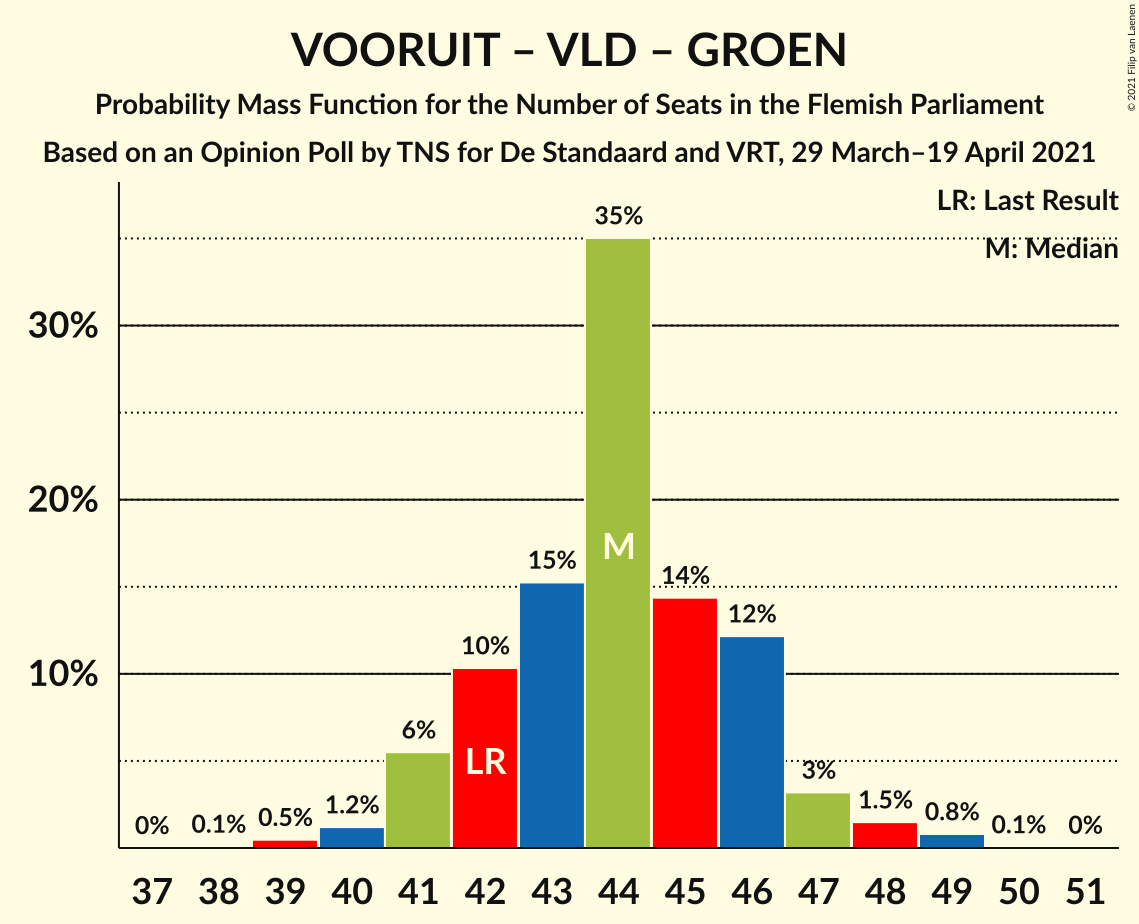 VOORUIT – VLD – GROEN
Probability Mass Function for the Number of Seats in the Flemish Parliament
Based on an Opinion Poll by TNS for De Standaard and VRT, 29 March–19 April 2021
© 2021 Filip van Laenen
LR: Last Result
M: Median
30%
20%
10%
0%
0.1%
0.5%
1.2%
6%
10%
15%
35%
14%
12%
3%
1.5%
0.8%
0.1%
0%
LR
M
37 38 39 40 41 42 43 44 45 46 47 48 49 50 51